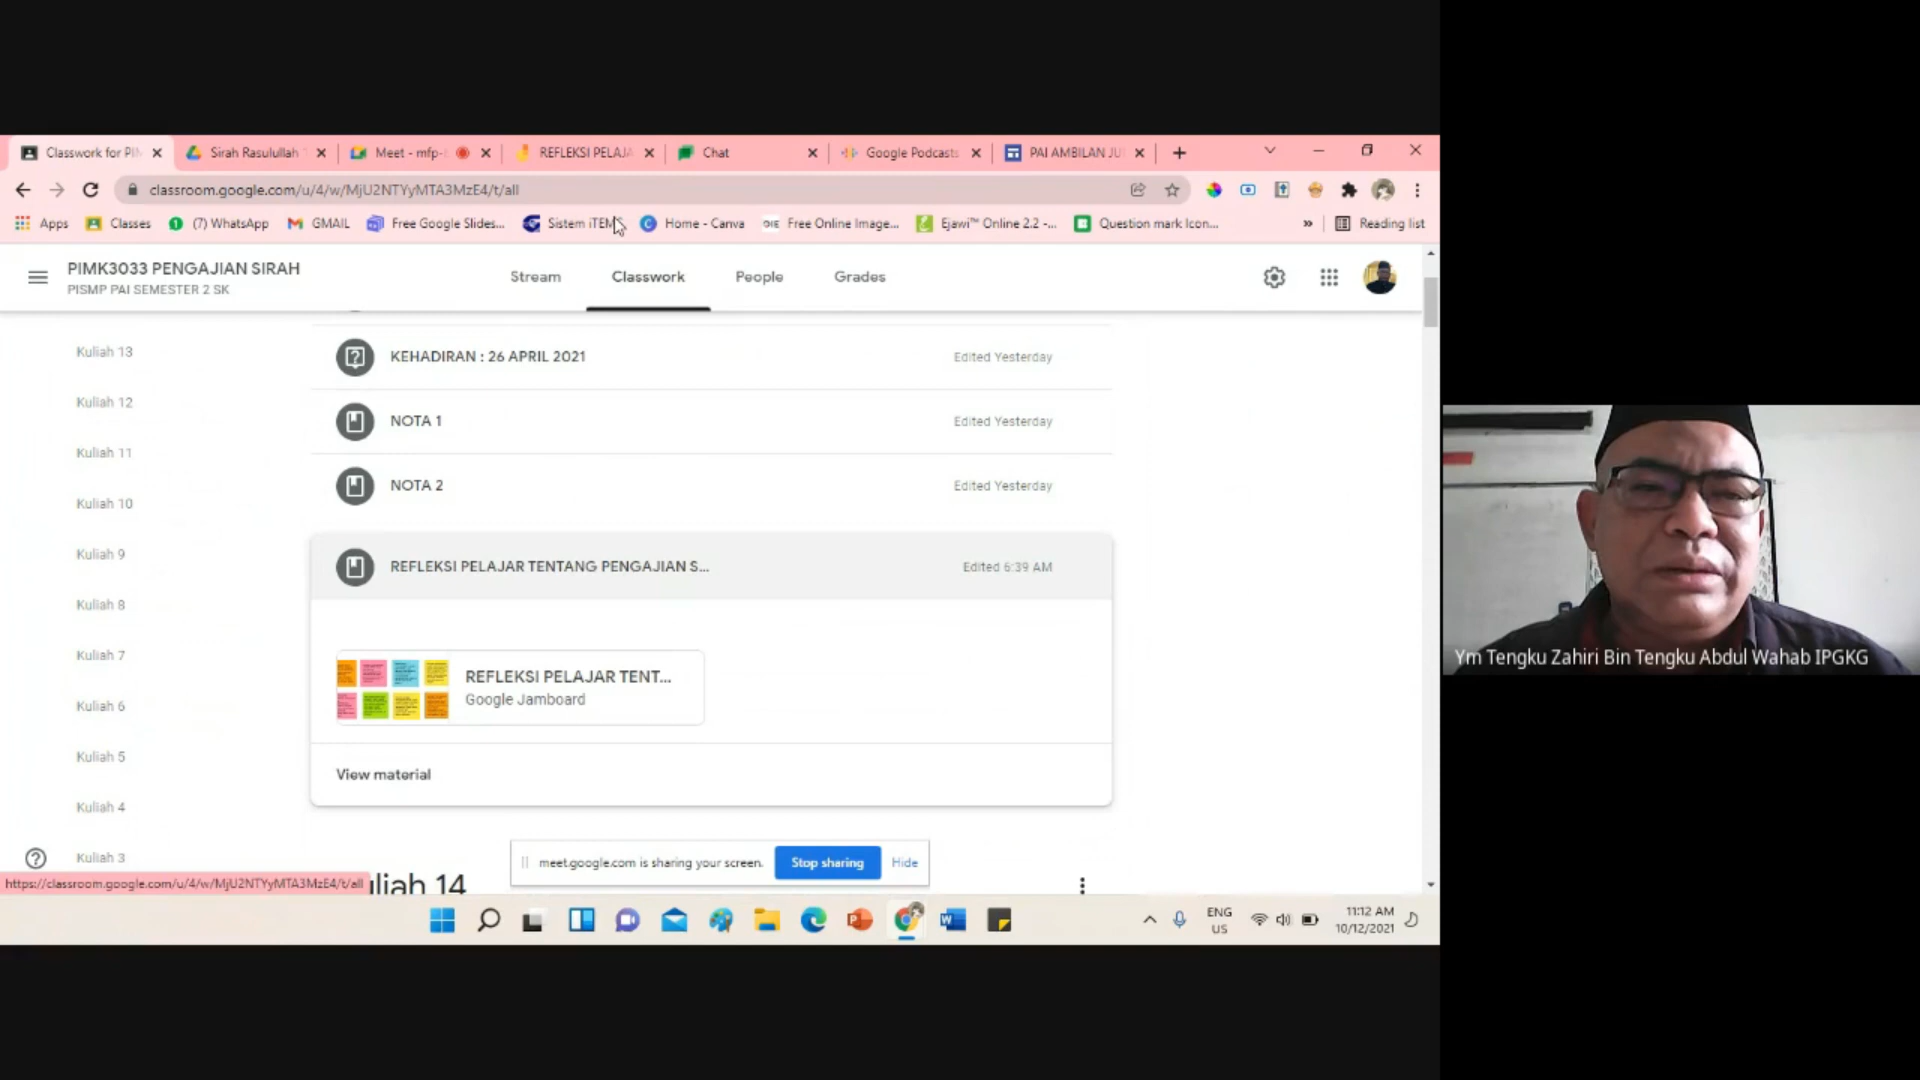 Classwork for PI
Sirah Rasulullah
Meet - mfp-
REFLEKSI PELAJA
Chat
Google Podcasts
PAI AMBILAN JU
classroom.google.com/u/4/w/MjU2NTYyMTA3MzE4/t/all
Apps
Classes
(7) WhatsApp
GMAIL
Free Google Slides...
Sistem iTEMS
Home - Canva
OIE
Free Online Image...
Ejawi™ Online 2.2 -...
Question mark Icon...
»
Reading list
PIMK3033 PENGAJIAN SIRAH
PISMP PAI SEMESTER 2 SK
Stream
Classwork
People
Grades
Kuliah 13
Kuliah 12
Kuliah 11
Kuliah 10
Kuliah 9
Kuliah 8
Kuliah 7
Kuliah 6
Kuliah 5
Kuliah 4
Kuliah 3
KEHADIRAN : 26 APRIL 2021
Edited Yesterday
NOTA 1
Edited Yesterday
NOTA 2
Edited Yesterday
REFLEKSI PELAJAR TENTANG PENGAJIAN S...
Edited 6:39 AM
REFLEKSI PELAJAR TENT...
Google Jamboard
View material
meet.google.com is sharing your screen.
Stop sharing
Hide
https://classroom.google.com/u/4/w/MjU2NTYyMTA3MzE4/t/all
liah 14
ENG
US
11:12 AM
10/12/2021
Ym Tengku Zahiri Bin Tengku Abdul Wahab IPGKG